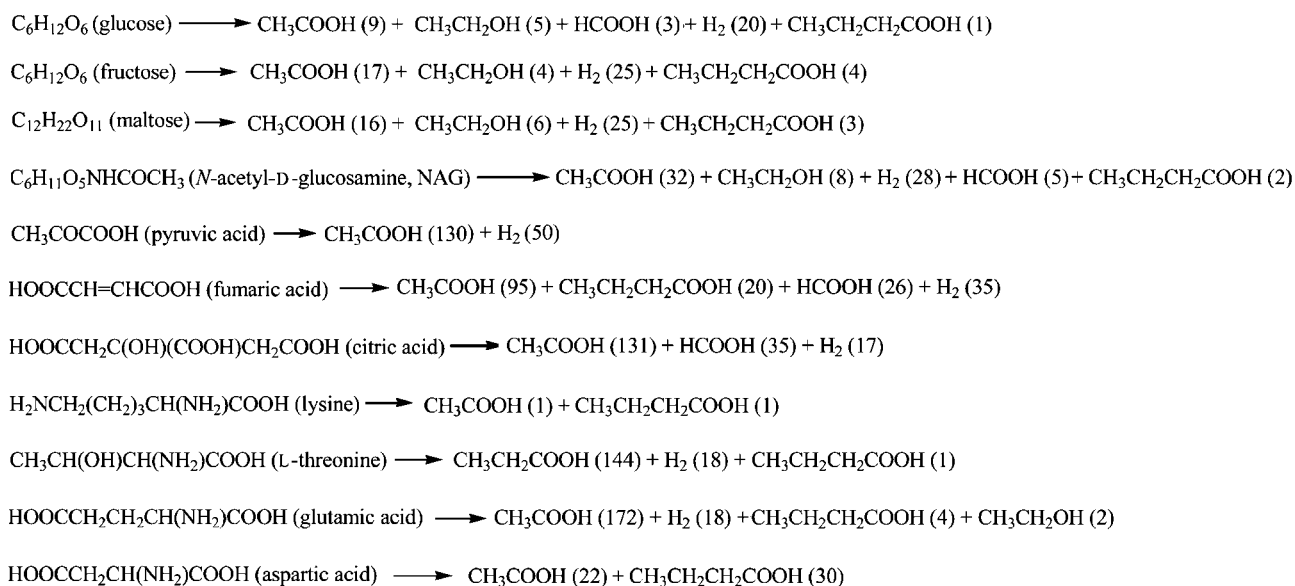 C₆H₁₂O₆ (glucose) ⟶ CH₃COOH (9) + CH₃CH₂OH (5) + HCOOH (3) + H₂ (20) + CH₃CH₂CH₂COOH (1)
C₆H₁₂O₆ (fructose) ⟶ CH₃COOH (17) + CH₃CH₂OH (4) + H₂ (25) + CH₃CH₂CH₂COOH (4)
C₁₂H₂₂O₁₁ (maltose) ⟶ CH₃COOH (16) + CH₃CH₂OH (6) + H₂ (25) + CH₃CH₂CH₂COOH (3)
C₆H₁₁O₅NHCOCH₃ (N-acetyl-D-glucosamine, NAG) ⟶ CH₃COOH (32) + CH₃CH₂OH (8) + H₂ (28) + HCOOH (5) + CH₃CH₂CH₂COOH (2)
CH₃COCOOH (pyruvic acid) ⟶ CH₃COOH (130) + H₂ (50)
HOOCCH=CHCOOH (fumaric acid) ⟶ CH₃COOH (95) + CH₃CH₂CH₂COOH (20) + HCOOH (26) + H₂ (35)
HOOCCH₂C(OH)(COOH)CH₂COOH (citric acid) ⟶ CH₃COOH (131) + HCOOH (35) + H₂ (17)
H₂NCH₂(CH₂)₃CH(NH₂)COOH (lysine) ⟶ CH₃COOH (1) + CH₃CH₂CH₂COOH (1)
CH₃CH(OH)CH(NH₂)COOH (L-threonine) ⟶ CH₃CH₂COOH (144) + H₂ (18) + CH₃CH₂CH₂COOH (1)
HOOCCH₂CH₂CH(NH₂)COOH (glutamic acid) ⟶ CH₃COOH (172) + H₂ (18) +CH₃CH₂CH₂COOH (4) + CH₃CH₂OH (2)
HOOCCH₂CH(NH₂)COOH (aspartic acid) ⟶ CH₃COOH (22) + CH₃CH₂CH₂COOH (30)